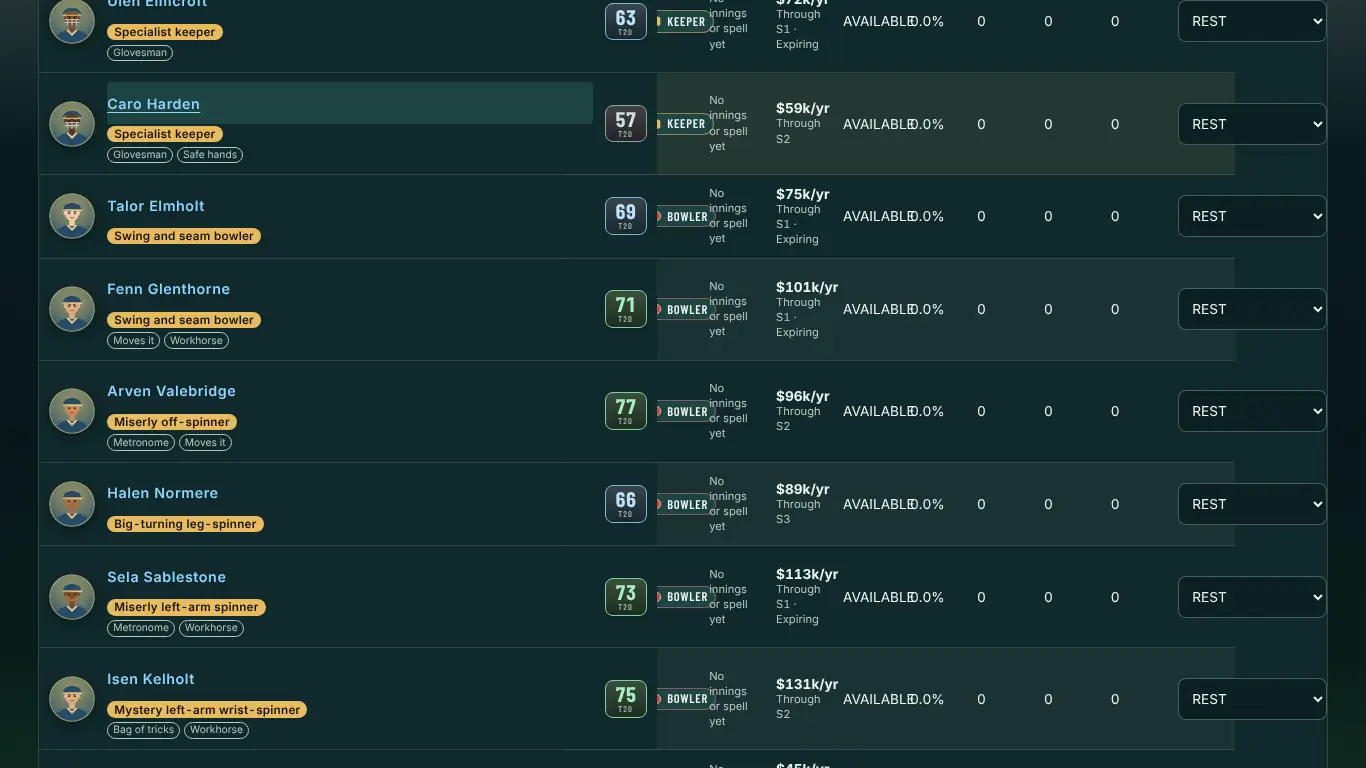 Ulen Elmcroft
Specialist keeper
Glovesman
63
T20
KEEPER
No innings or spell yet
$72k/yr
Through S1 · Expiring
AVAILABLE
0.0%
0
0
0
REST
Caro Harden
Specialist keeper
Glovesman
Safe hands
57
T20
KEEPER
No innings or spell yet
$59k/yr
Through S2
AVAILABLE
0.0%
0
0
0
REST
Talor Elmholt
Swing and seam bowler
69
T20
BOWLER
No innings or spell yet
$75k/yr
Through S1 · Expiring
AVAILABLE
0.0%
0
0
0
REST
Fenn Glenthorne
Swing and seam bowler
Moves it
Workhorse
71
T20
BOWLER
No innings or spell yet
$101k/yr
Through S1 · Expiring
AVAILABLE
0.0%
0
0
0
REST
Arven Valebridge
Miserly off-spinner
Metronome
Moves it
77
T20
BOWLER
No innings or spell yet
$96k/yr
Through S2
AVAILABLE
0.0%
0
0
0
REST
Halen Normere
Big-turning leg-spinner
66
T20
BOWLER
No innings or spell yet
$89k/yr
Through S3
AVAILABLE
0.0%
0
0
0
REST
Sela Sablestone
Miserly left-arm spinner
Metronome
Workhorse
73
T20
BOWLER
No innings or spell yet
$113k/yr
Through S1 · Expiring
AVAILABLE
0.0%
0
0
0
REST
Isen Kelholt
Mystery left-arm wrist-spinner
Bag of tricks
Workhorse
75
T20
BOWLER
No innings or spell yet
$131k/yr
Through S2
AVAILABLE
0.0%
0
0
0
REST
No